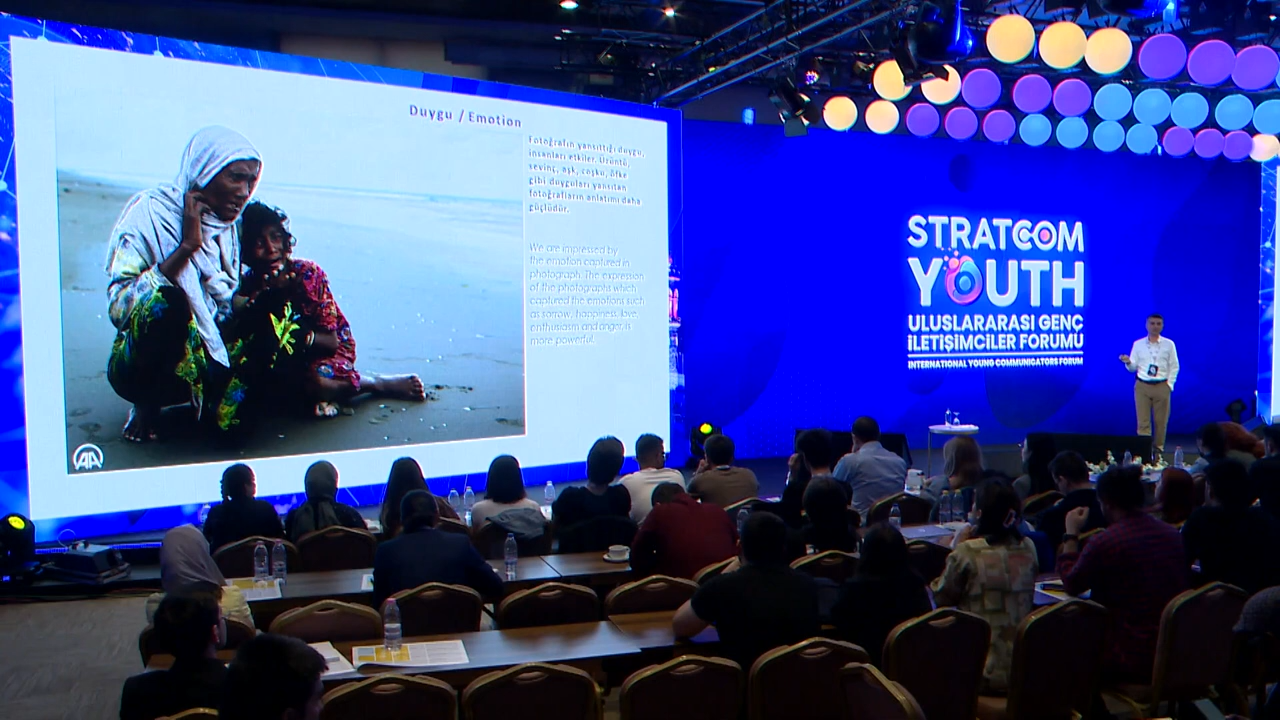 Duygu / Emotion
Fotoğrafın yansıttığı duygu,
insanları etkiler. Üzüntü,
sevinç, aşk, coşku, öfke
gibi duyguları yansıtan
fotoğrafların anlatımı daha
güçlüdür.
We are impressed by
the emotion captured in
photograph. The expression
of the photographs which
captured the emotions such
as sorrow, happiness, love,
enthusiasm and anger, is
more powerful.
AA
STRATCOM
YOUTH
ULUSLARARASI GENÇ
İLETİŞİMCİLER FORUMU
INTERNATIONAL YOUNG COMMUNICATORS FORUM